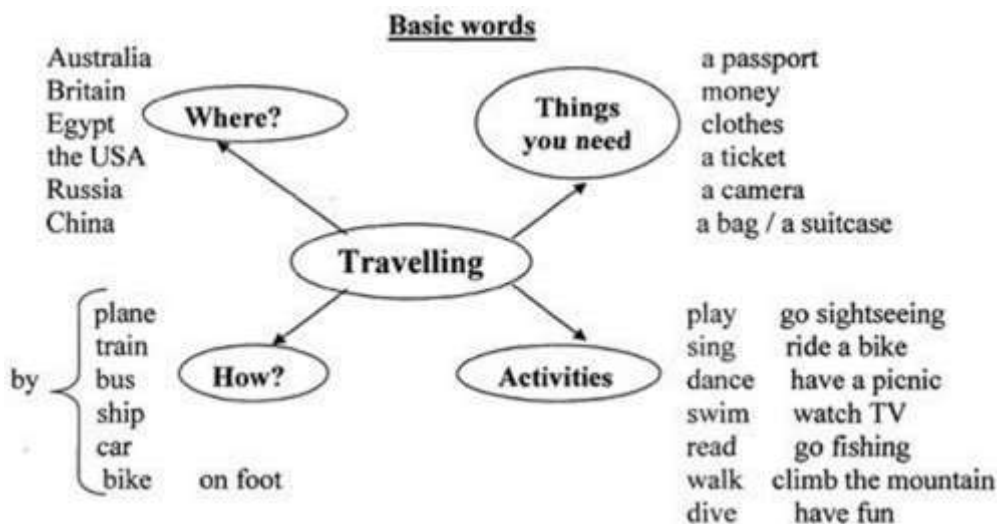 Basic words
Australia
Britain
Egypt
the USA
Russia
China
Where?
Things
you need
a passport
money
clothes
a ticket
a camera
a bag / a suitcase
Travelling
by
plane
train
bus
ship
car
bike on foot
How?
Activities
play go sightseeing
sing ride a bike
dance have a picnic
swim watch TV
read go fishing
walk climb the mountain
dive have fun